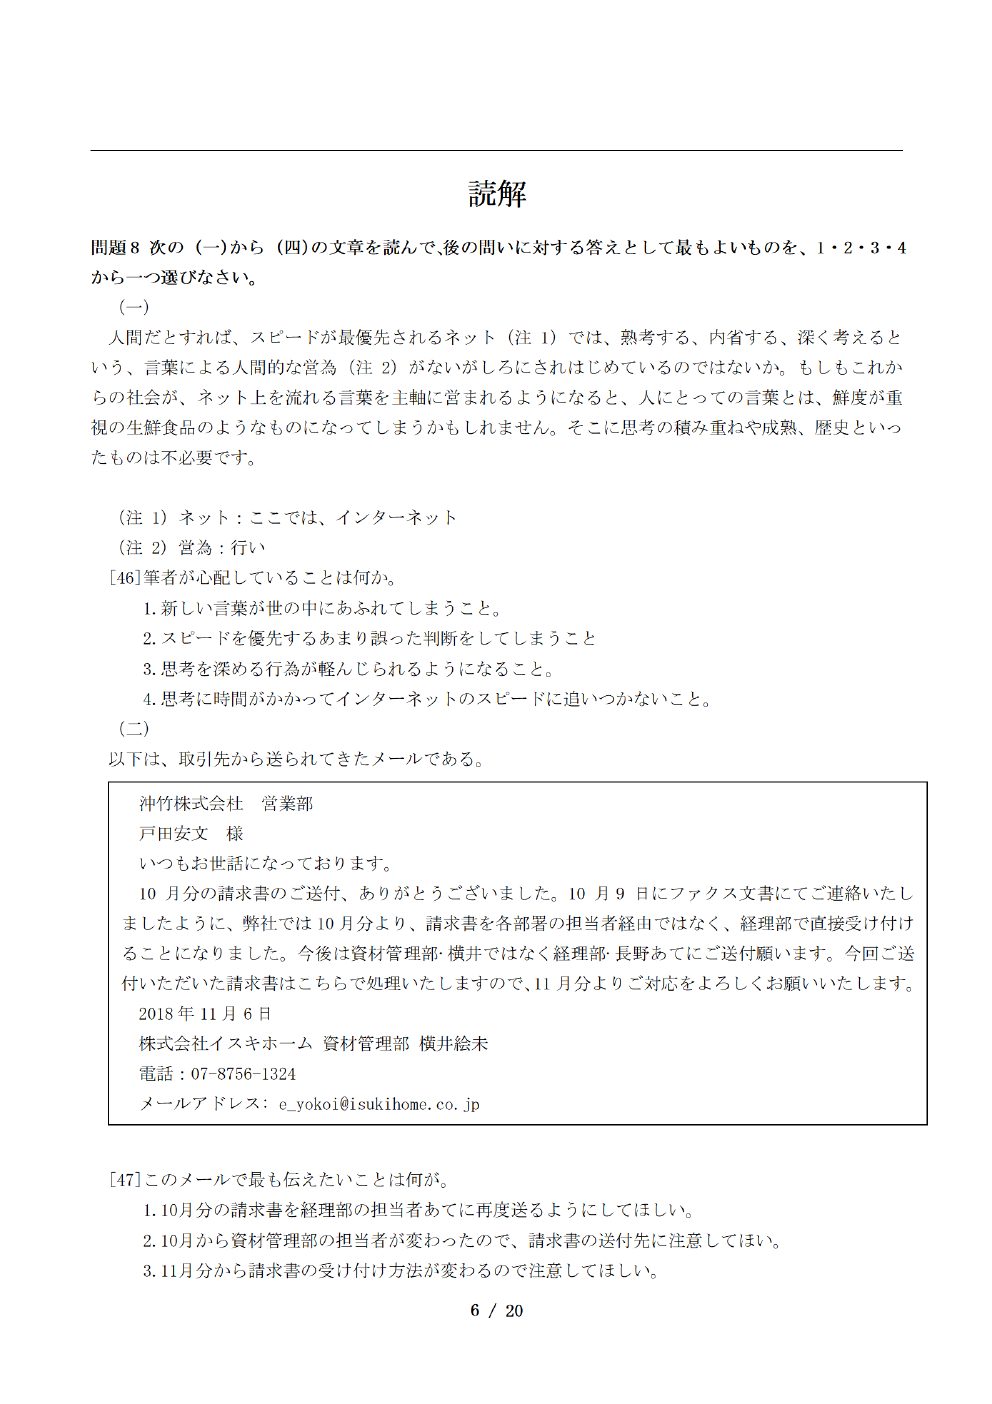 読解
問題8 次の（一）から（四）の文章を読んで、後の問いに対する答えとして最もよいものを、1・2・3・4
から一つ選びなさい。
（一）
人間だとすれば、スピードが最優先されるネット（注 1）では、熟考する、内省する、深く考えると
いう、言葉による人間的な営為（注 2）がないがしろにされはじめているのではないか。もしもこれか
らの社会が、ネット上を流れる言葉を主軸に営まれるようになると、人にとっての言葉とは、鮮度が重
視の生鮮食品のようなものになってしまうかもしれません。そこに思考の積み重ねや成熟、歴史といっ
たものは不必要です。
（注 1）ネット：ここでは、インターネット
（注 2）営為：行い
[46]筆者が心配していることは何か。
1.新しい言葉が世の中にあふれてしまうこと。
2.スピードを優先するあまり誤った判断をしてしまうこと
3.思考を深める行為が軽んじられるようになること。
4.思考に時間がかかってインターネットのスピードに追いつかないこと。
（二）
以下は、取引先から送られてきたメールである。
沖竹株式会社　営業部
戸田安文　様
いつもお世話になっております。
10 月分の請求書のご送付、ありがとうございました。10 月 9 日にファクス文書にてご連絡いたし
ましたように、弊社では 10 月分より、請求書を各部署の担当者経由ではなく、経理部で直接受け付け
ることになりました。今後は資材管理部・横井ではなく経理部・長野あてにご送付願います。今回ご送
付いただいた請求書はこちらで処理いたしますので、11 月分よりご対応をよろしくお願いいたします。
2018 年 11 月 6 日
株式会社イスキホーム 資材管理部 横井絵未
電話：07-8756-1324
メールアドレス: e_yokoi@isukihome.co.jp
[47]このメールで最も伝えたいことは何が。
1.10月分の請求書を経理部の担当者あてに再度送るようにしてほしい。
2.10月から資材管理部の担当者が変わったので、請求書の送付先に注意してほい。
3.11月分から請求書の受け付け方法が変わるので注意してほしい。
6 / 20